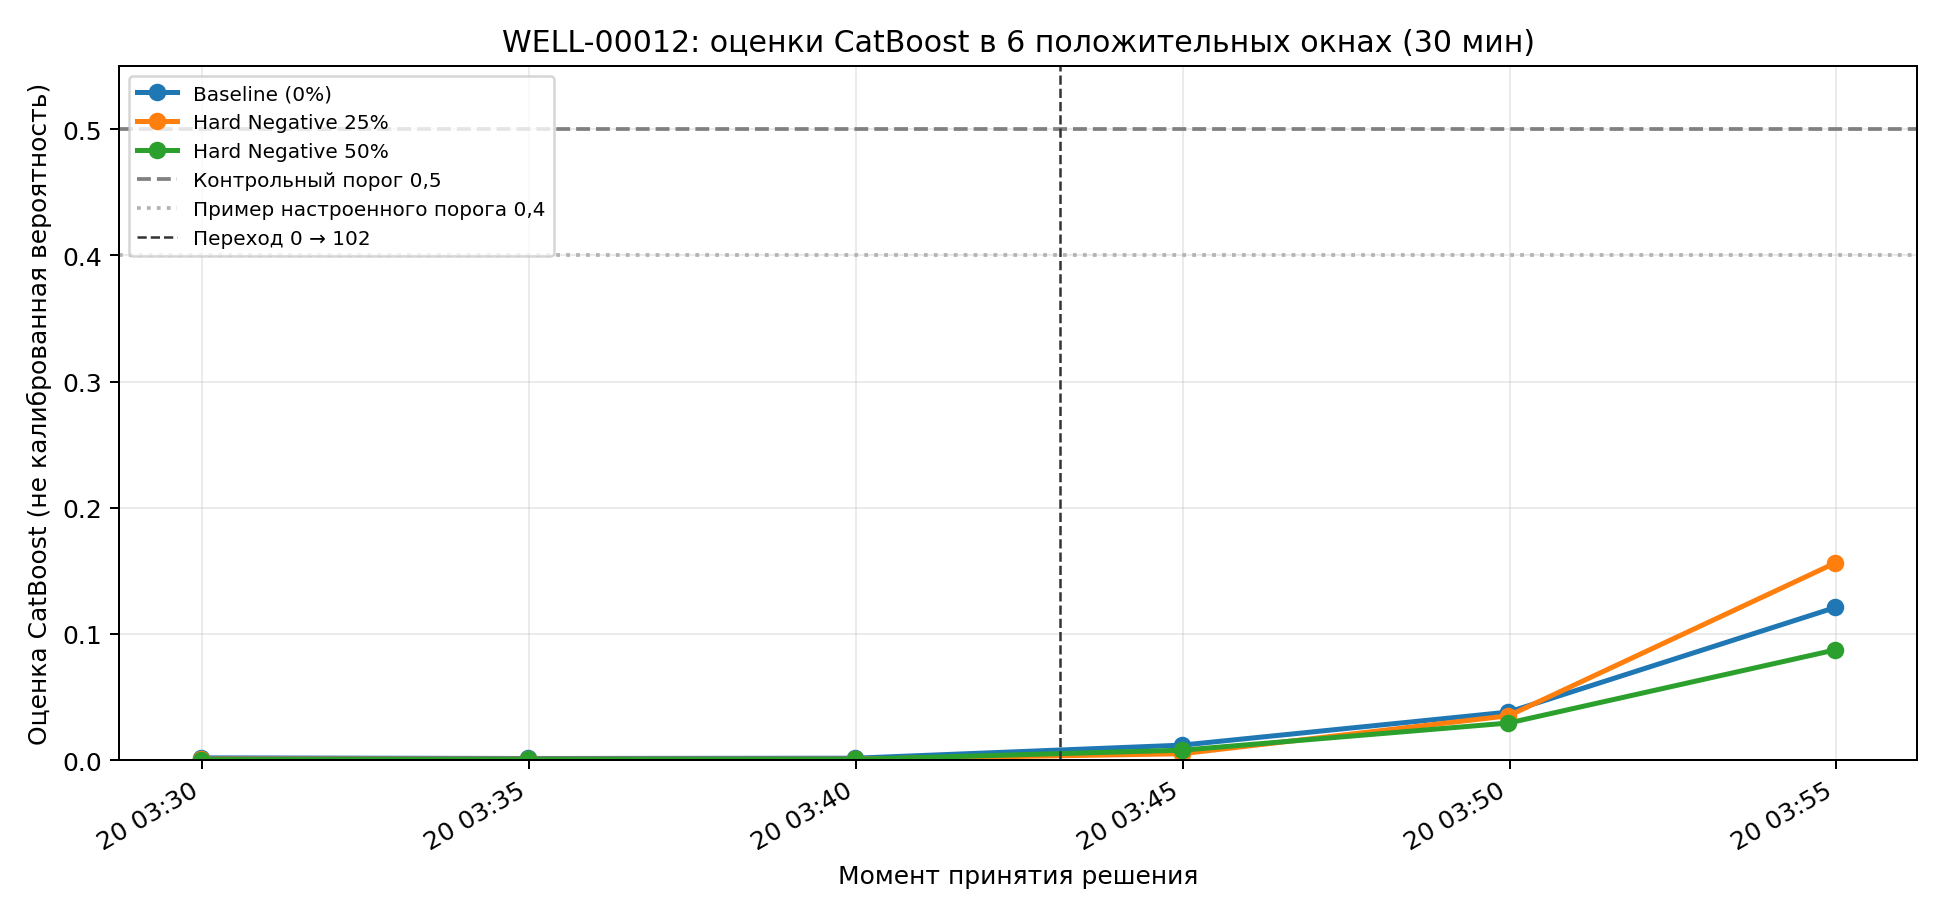 WELL-00012: оценки CatBoost в 6 положительных окнах (30 мин)
Оценка CatBoost (не калиброванная вероятность)
0.5
0.4
0.3
0.2
0.1
0.0
Baseline (0%)
Hard Negative 25%
Hard Negative 50%
Контрольный порог 0,5
Пример настроенного порога 0,4
Переход 0 → 102
20 03:30
20 03:35
20 03:40
20 03:45
20 03:50
20 03:55
Момент принятия решения